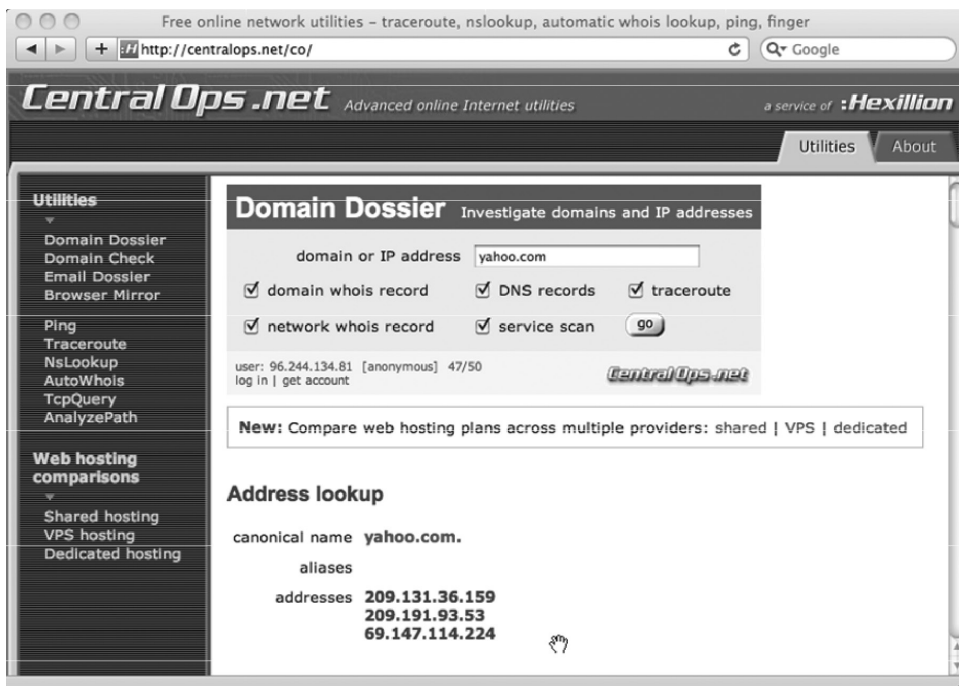 Free online network utilities – traceroute, nslookup, automatic whois lookup, ping, finger
http://centralops.net/co/
Google
Central Ops .net Advanced online Internet utilities a service of :Hexillion
Utilities About
Utilities
Domain Dossier
Domain Check
Email Dossier
Browser Mirror
Ping
Traceroute
NsLookup
AutoWhois
TcpQuery
AnalyzePath
Web hosting
comparisons
Shared hosting
VPS hosting
Dedicated hosting
Domain Dossier Investigate domains and IP addresses
domain or IP address yahoo.com
domain whois record DNS records traceroute
network whois record service scan go
user: 96.244.134.81 [anonymous] 47/50
log in | get account
CentralOps.net
New: Compare web hosting plans across multiple providers: shared | VPS | dedicated
Address lookup
canonical name yahoo.com.
aliases
addresses 209.131.36.159
209.191.93.53
69.147.114.224